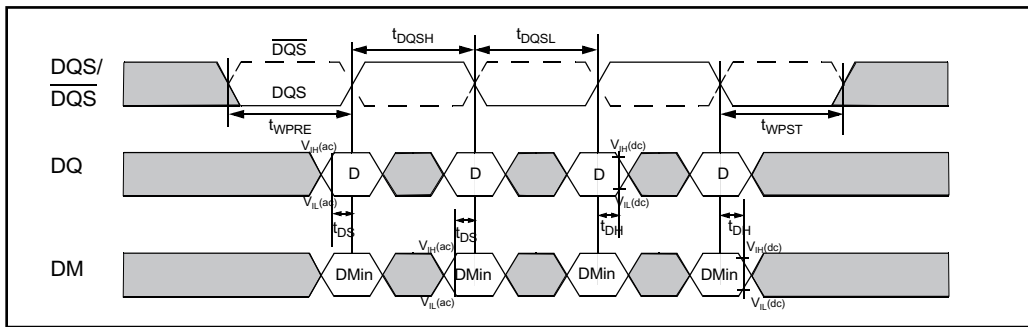 DQS
tDQSH
tDQSL
DQS/
DQS
DQS
tWPRE
tWPST
VIH(ac)
VIH(dc)
DQ
D
D
D
D
VIL(ac)
VIL(dc)
tDS
tDS
tDH
tDH
VIH(ac)
VIH(dc)
DM
DMin
DMin
DMin
DMin
VIL(ac)
VIL(dc)